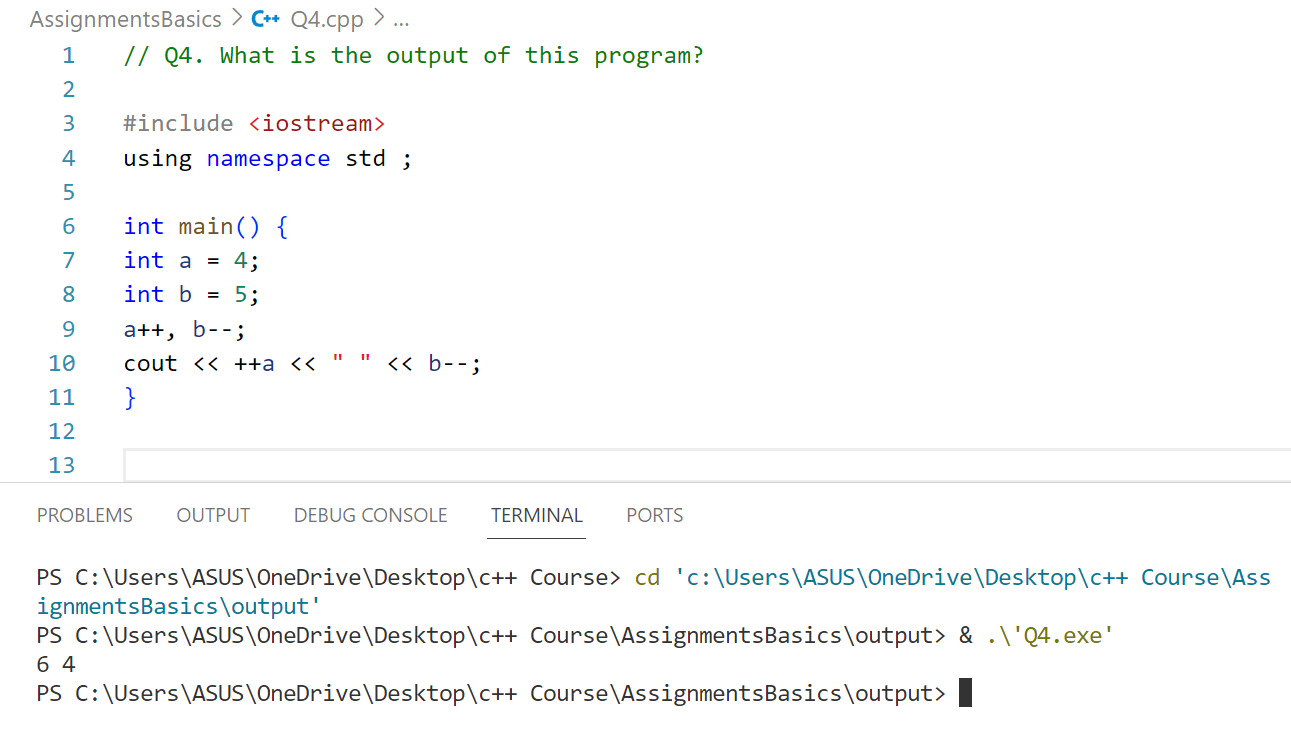 AssignmentsBasics > C++ Q4.cpp > ...
1 // Q4. What is the output of this program?
2
3 #include <iostream>
4 using namespace std ;
5
6 int main() {
7 int a = 4;
8 int b = 5;
9 a++, b--;
10 cout << ++a << " " << b--;
11 }
12
13
PROBLEMS OUTPUT DEBUG CONSOLE TERMINAL PORTS
PS C:\Users\ASUS\OneDrive\Desktop\c++ Course> cd 'c:\Users\ASUS\OneDrive\Desktop\c++ Course\Ass
ignmentsBasics\output'
PS C:\Users\ASUS\OneDrive\Desktop\c++ Course\AssignmentsBasics\output> & .\'Q4.exe'
6 4
PS C:\Users\ASUS\OneDrive\Desktop\c++ Course\AssignmentsBasics\output>